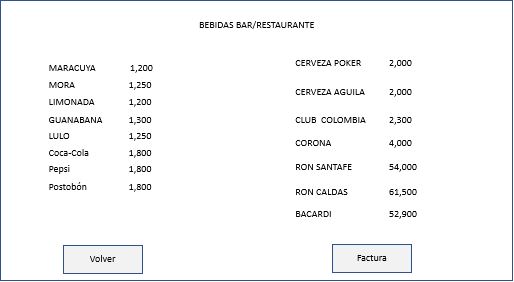 BEBIDAS BAR/RESTAURANTE
MARACUYA 1,200
MORA 1,250
LIMONADA 1,200
GUANABANA 1,300
LULO 1,250
Coca-Cola 1,800
Pepsi 1,800
Postobón 1,800
CERVEZA POKER 2,000
CERVEZA AGUILA 2,000
CLUB COLOMBIA 2,300
CORONA 4,000
RON SANTAFE 54,000
RON CALDAS 61,500
BACARDI 52,900
Volver
Factura